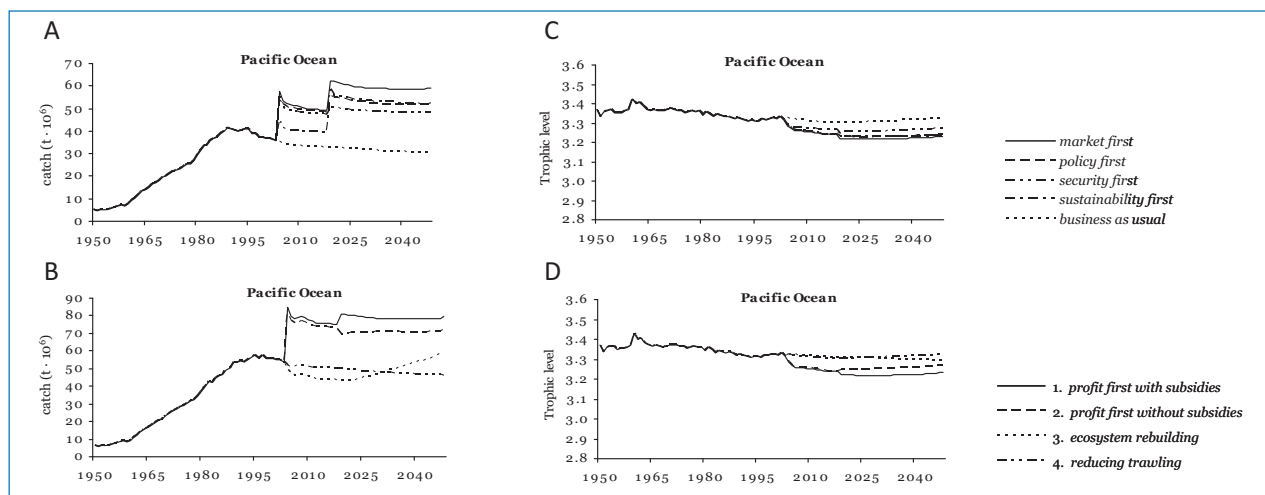 A
Pacific Ocean
catch (t · 10⁶)
70
60
50
40
30
20
10
0
1950 1965 1980 1995 2010 2025 2040
C
Pacific Ocean
Trophic level
3.6
3.5
3.4
3.3
3.2
3.1
3.0
2.9
2.8
1950 1965 1980 1995 2010 2025 2040
market first
policy first
security first
sustainability first
business as usual
B
Pacific Ocean
catch (t · 10⁶)
90
80
70
60
50
40
30
20
10
0
1950 1965 1980 1995 2010 2025 2040
D
Pacific Ocean
Trophic level
3.6
3.5
3.4
3.3
3.2
3.1
3.0
2.9
2.8
1950 1965 1980 1995 2010 2025 2040
1. profit first with subsidies
2. profit first without subsidies
3. ecosystem rebuilding
4. reducing trawling